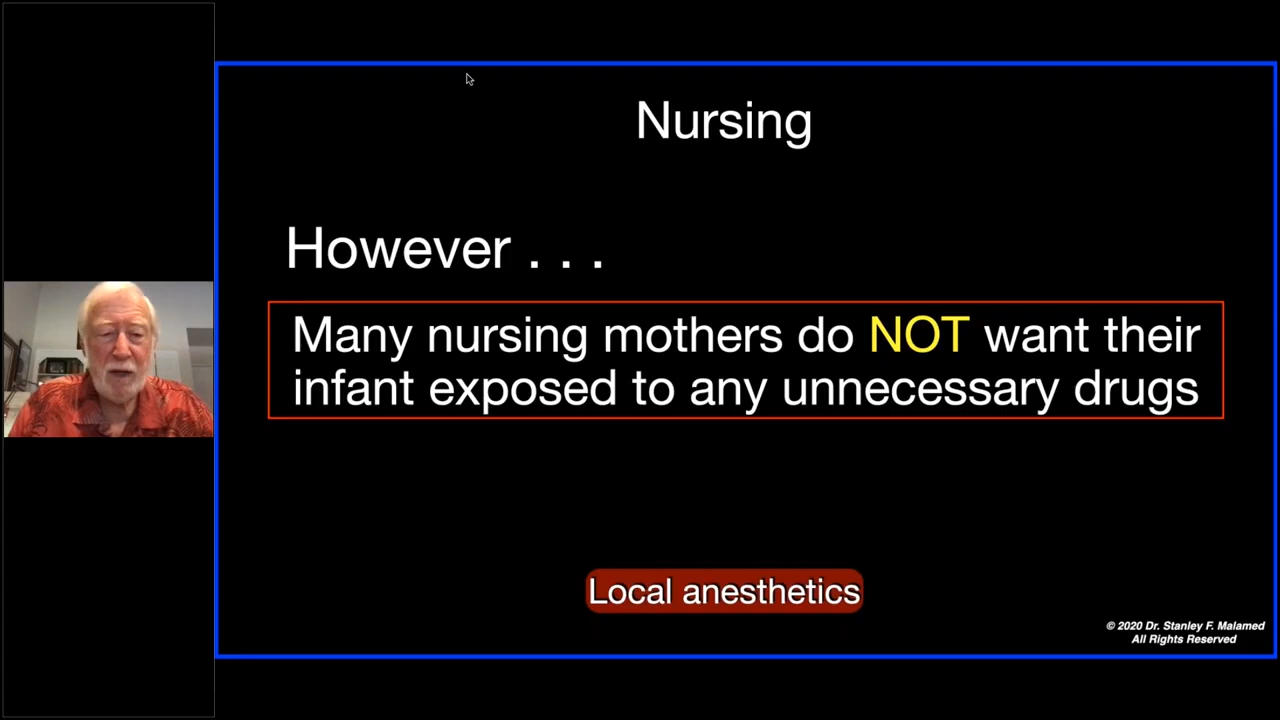 Nursing
However . . .
Many nursing mothers do NOT want their
infant exposed to any unnecessary drugs
Local anesthetics
© 2020 Dr. Stanley F. Malamed
All Rights Reserved